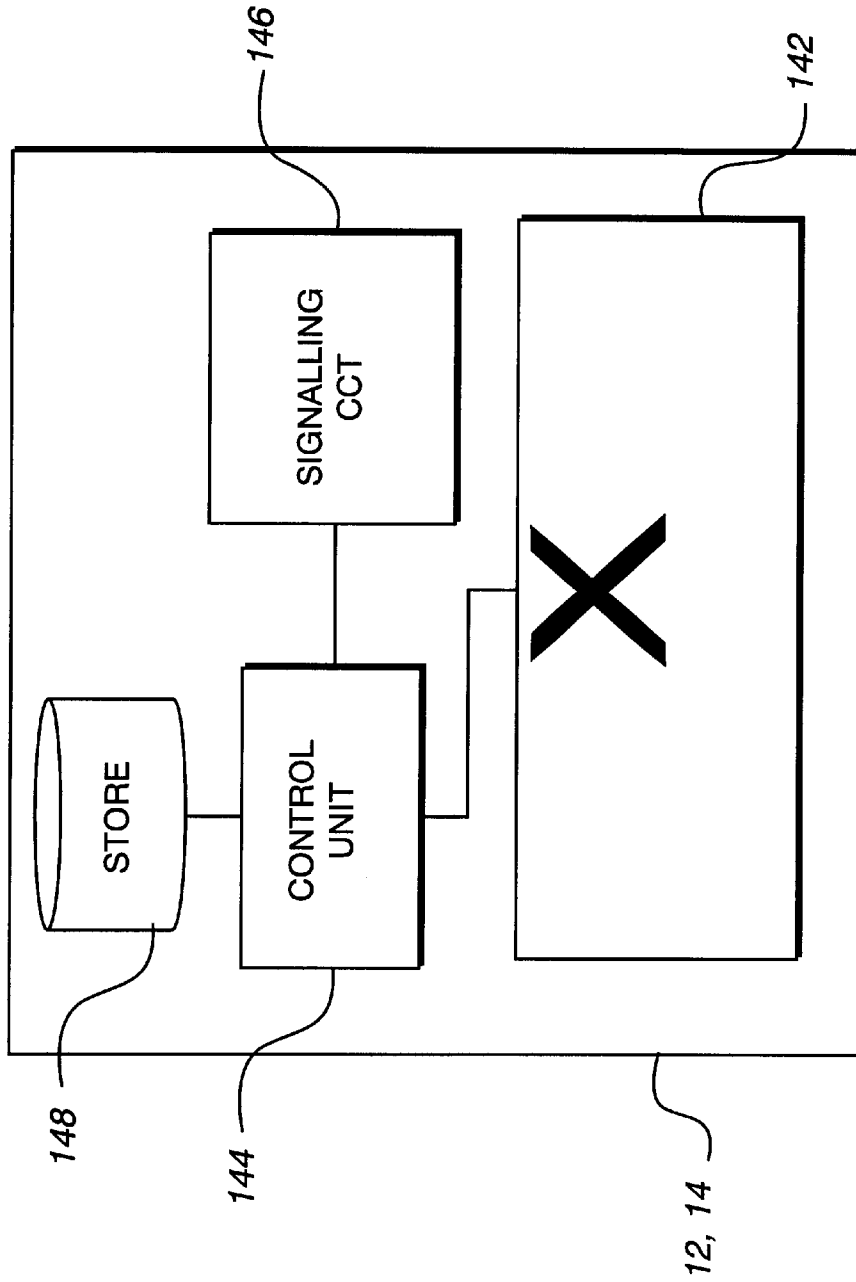 148
STORE
144
CONTROL
UNIT
146
SIGNALLING
CCT
142
X
12, 14